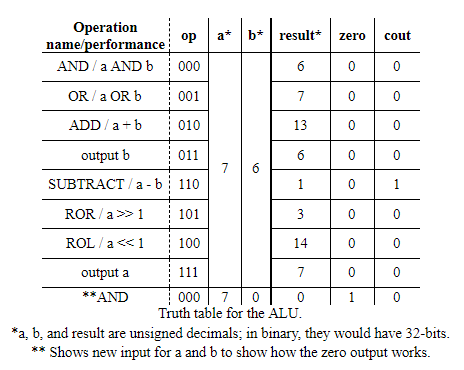 Operation name/performance op a* b* result* zero cout
AND / a AND b 000 6 0 0
OR / a OR b 001 7 0 0
ADD / a + b 010 13 0 0
output b 011 6 0 0
7 6
SUBTRACT / a - b 110 1 0 1
ROR / a >> 1 101 3 0 0
ROL / a << 1 100 14 0 0
output a 111 7 0 0
**AND 000 7 0 0 1 0
Truth table for the ALU.
*a, b, and result are unsigned decimals; in binary, they would have 32-bits.
** Shows new input for a and b to show how the zero output works.